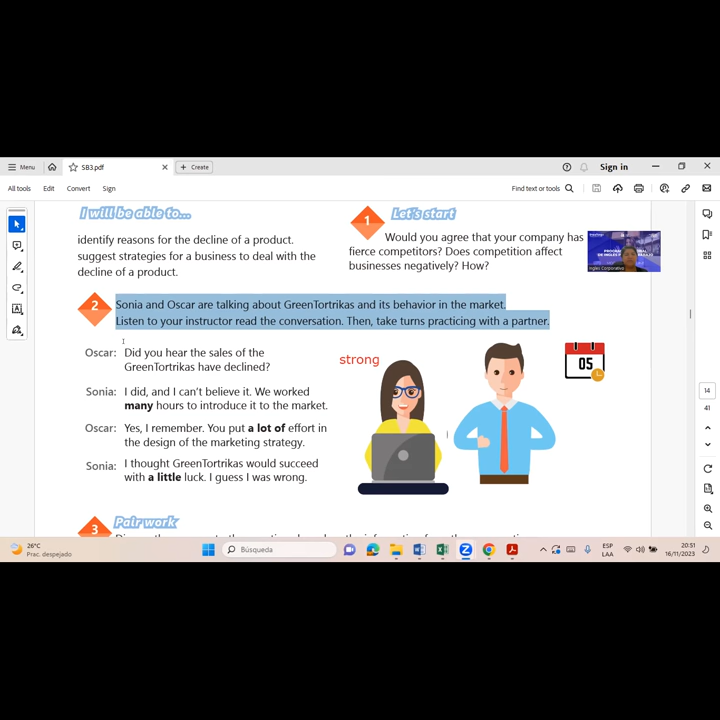 Menu
SB3.pdf
Create
Sign in
All tools
Edit
Convert
Sign
Find text or tools
I will be able to...
identify reasons for the decline of a product.
suggest strategies for a business to deal with the
decline of a product.
1
Let's start
Would you agree that your company has
fierce competitors? Does competition affect
businesses negatively? How?
Ingles Corporativo
2
Sonia and Oscar are talking about GreenTortrikas and its behavior in the market.
Listen to your instructor read the conversation. Then, take turns practicing with a partner.
Oscar: Did you hear the sales of the
GreenTortrikas have declined?
Sonia: I did, and I can't believe it. We worked
many hours to introduce it to the market.
Oscar: Yes, I remember. You put a lot of effort in
the design of the marketing strategy.
Sonia: I thought GreenTortrikas would succeed
with a little luck. I guess I was wrong.
strong
05
14
41
3
Pair work
26°C
Prac. despejado
Búsqueda
ESP
LAA
20:51
16/11/2023